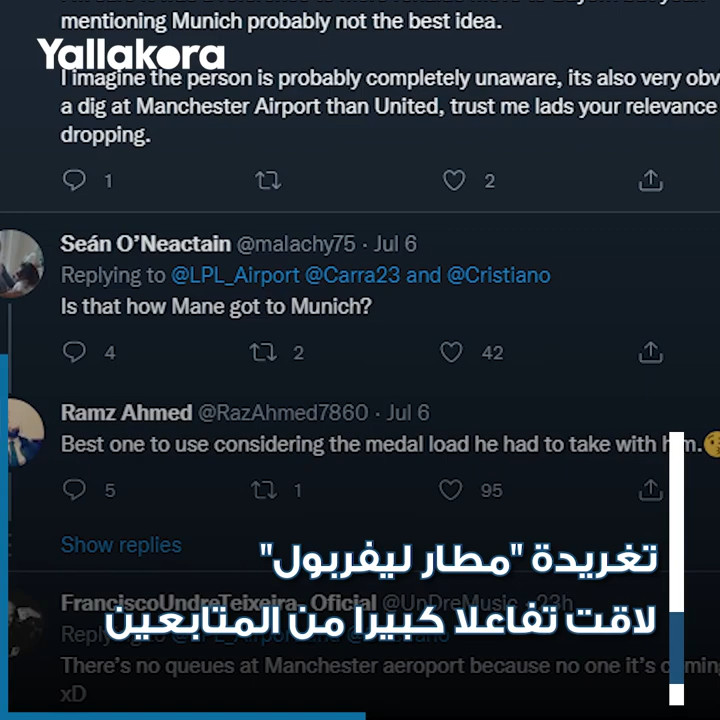 mentioning Munich probably not the best idea.
Yallakora
I imagine the person is probably completely unaware, its also very obv
a dig at Manchester Airport than United, trust me lads your relevance
dropping.
1
2
Seán O'Neactain @malachy75 · Jul 6
Replying to @LPL_Airport @Carra23 and @Cristiano
Is that how Mane got to Munich?
4 2 42
Ramz Ahmed @RazAhmed7860 · Jul 6
Best one to use considering the medal load he had to take with him.
5 1 95
Show replies
تغريدة "مطار ليفربول"
FranciscoUndreTeixeira- Oficial @UnDreMusic · 23h
لاقت تفاعلا كبيرا من المتابعين
There's no queues at Manchester aeroport because no one it's coming
xD